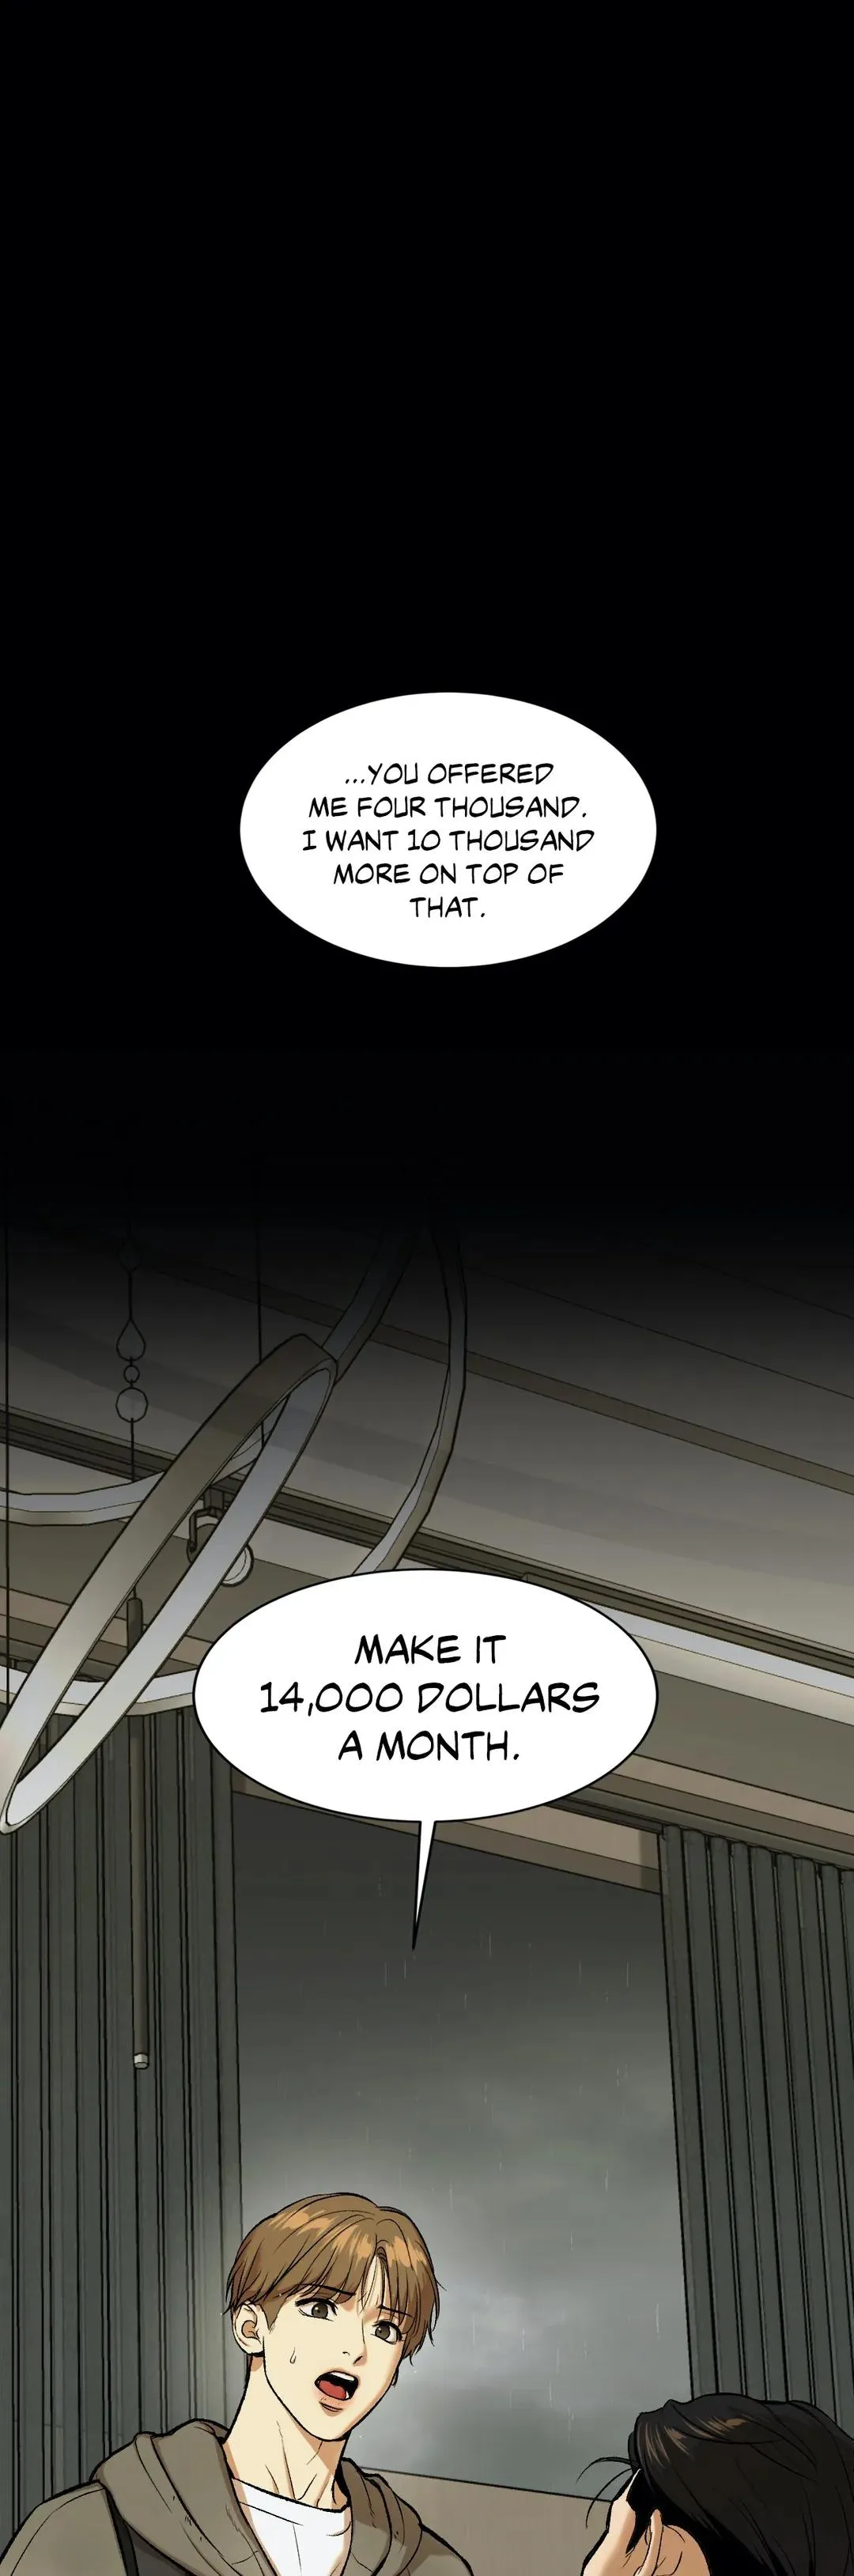 ...YOU OFFERED
ME FOUR THOUSAND.
I WANT 10 THOUSAND
MORE ON TOP OF
THAT.
MAKE IT
14,000 DOLLARS
A MONTH.